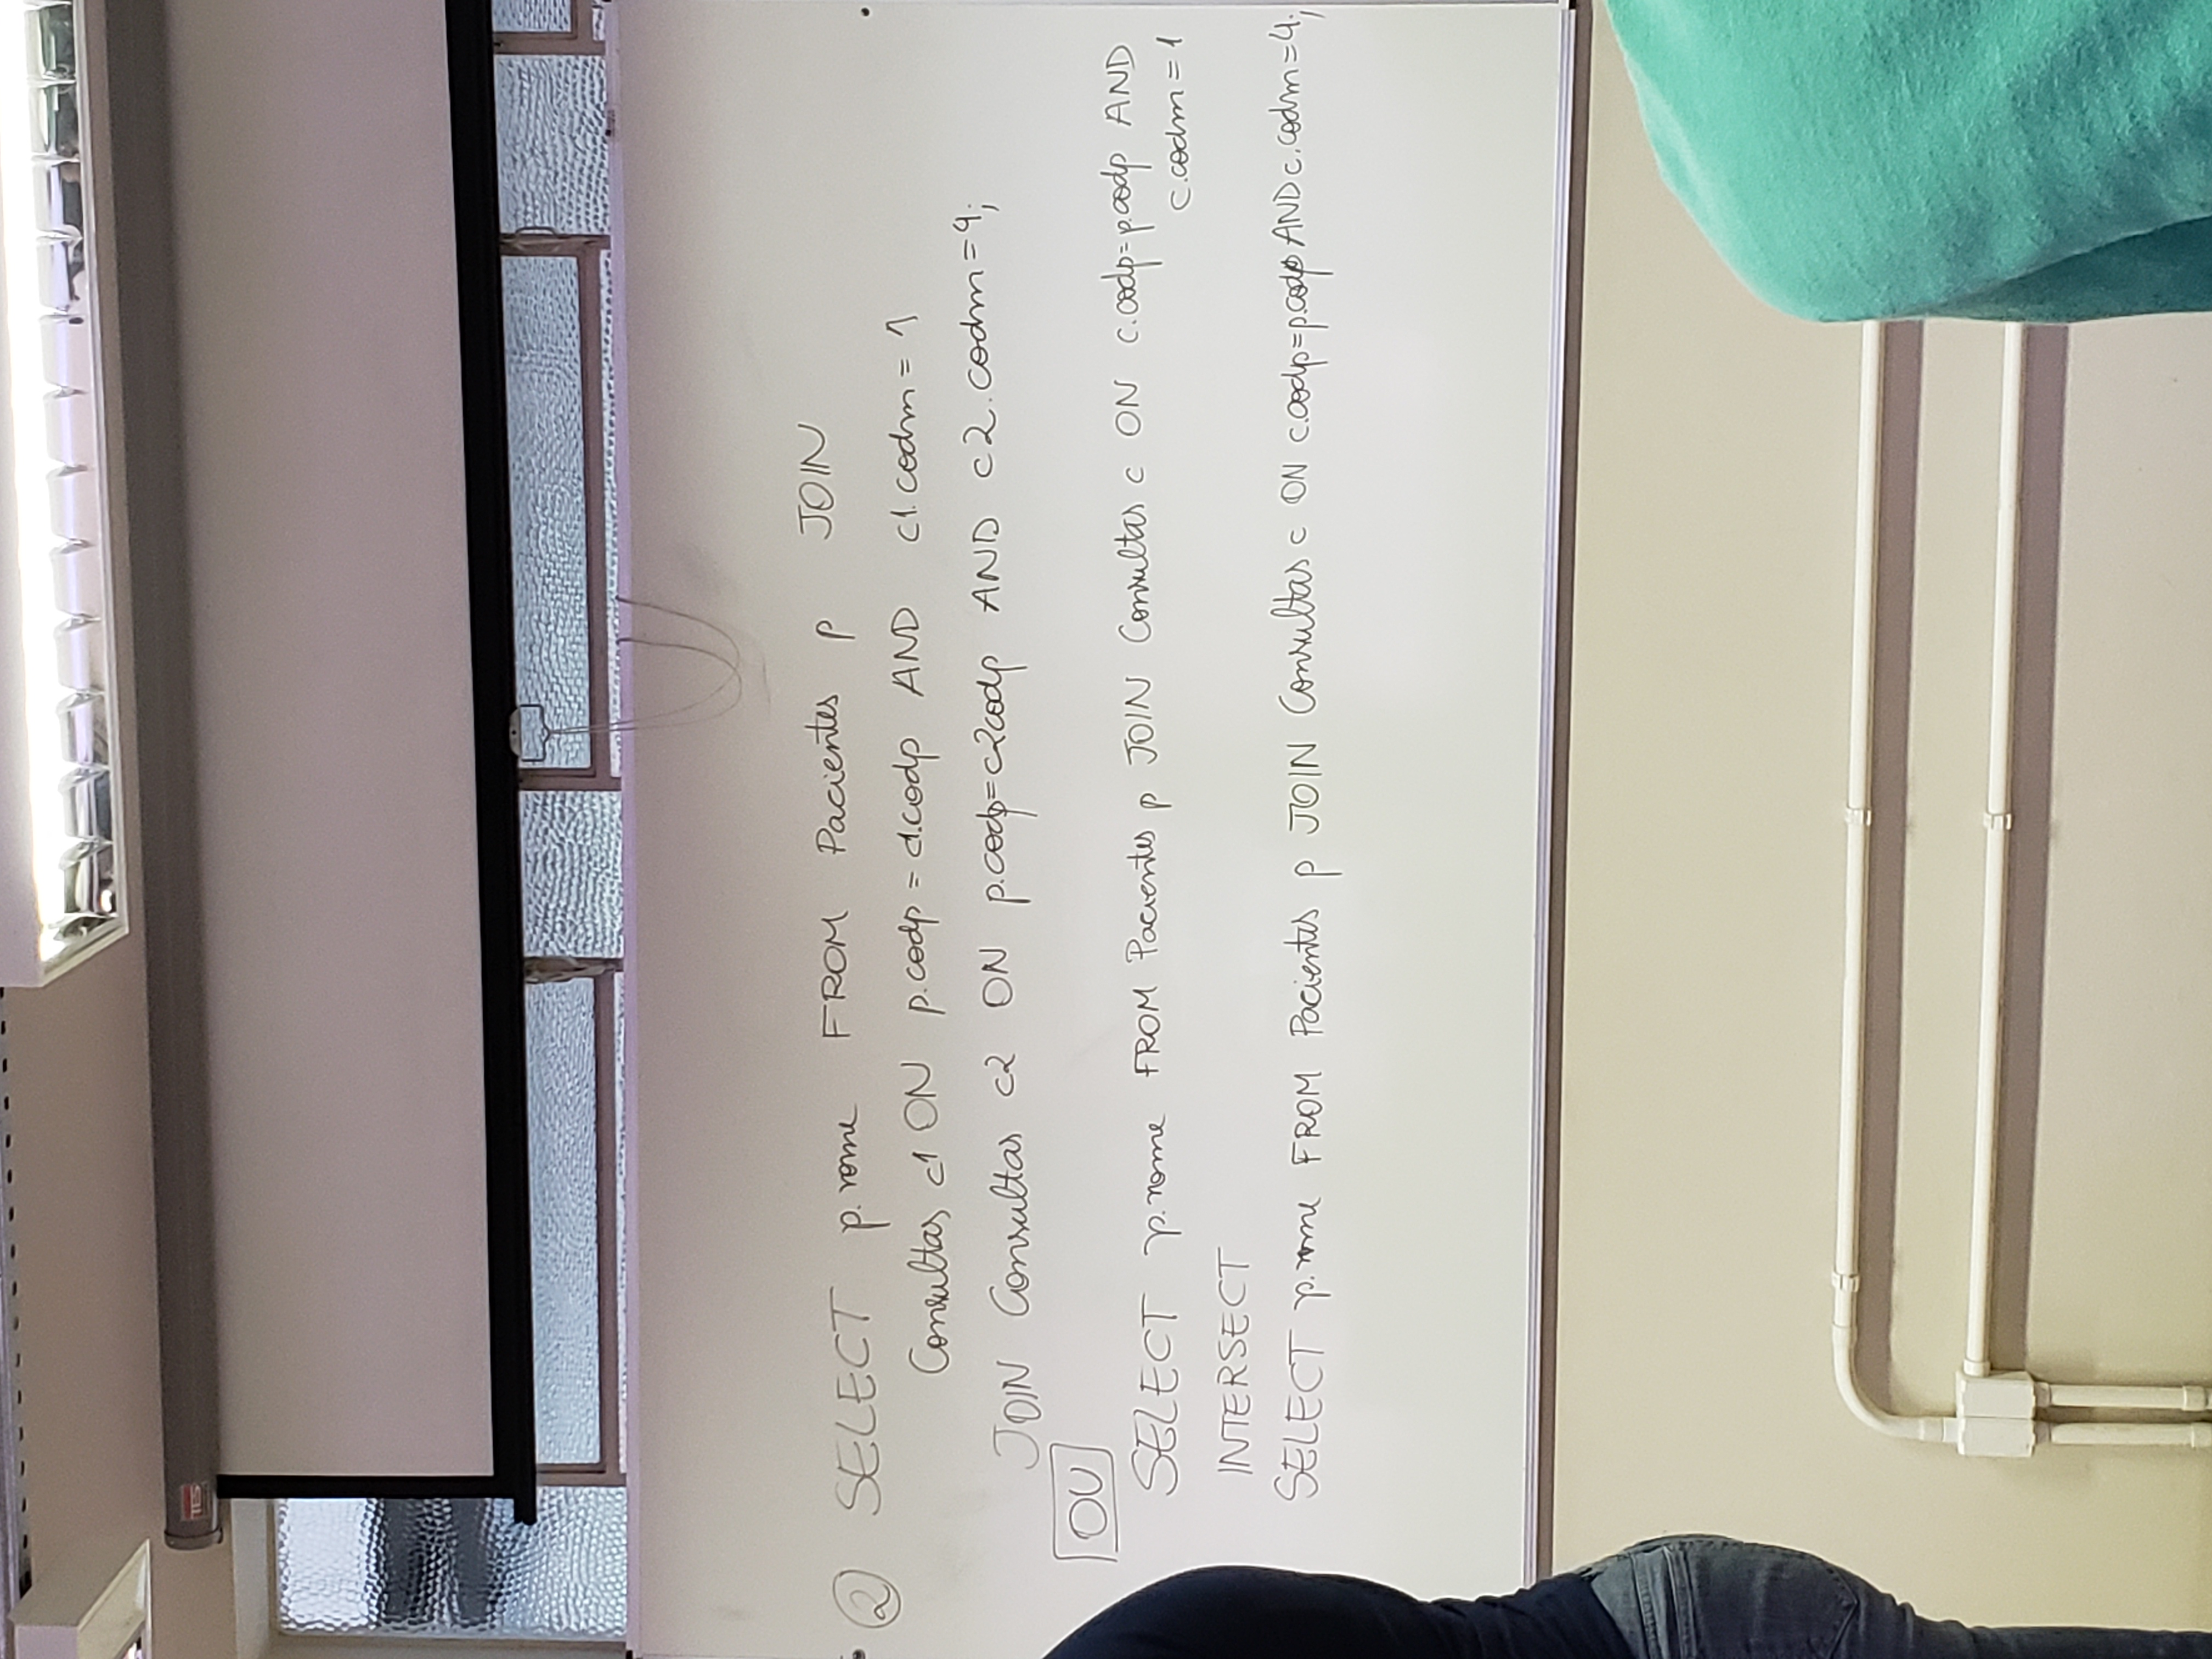 ② SELECT p.nome FROM Pacientes p JOIN
Consultas c1 ON p.codp = c1.codp AND c1.codm = 1
JOIN Consultas c2 ON p.codp=c2codp AND c2.codm=4;
OU
SELECT p.nome FROM Pacientes p JOIN Consultas c ON c.codp=p.codp AND
c.codm = 1
INTERSECT
SELECT p.nome FROM Pacientes p JOIN Consultas c ON c.codp=p.codp AND c.codm=4;